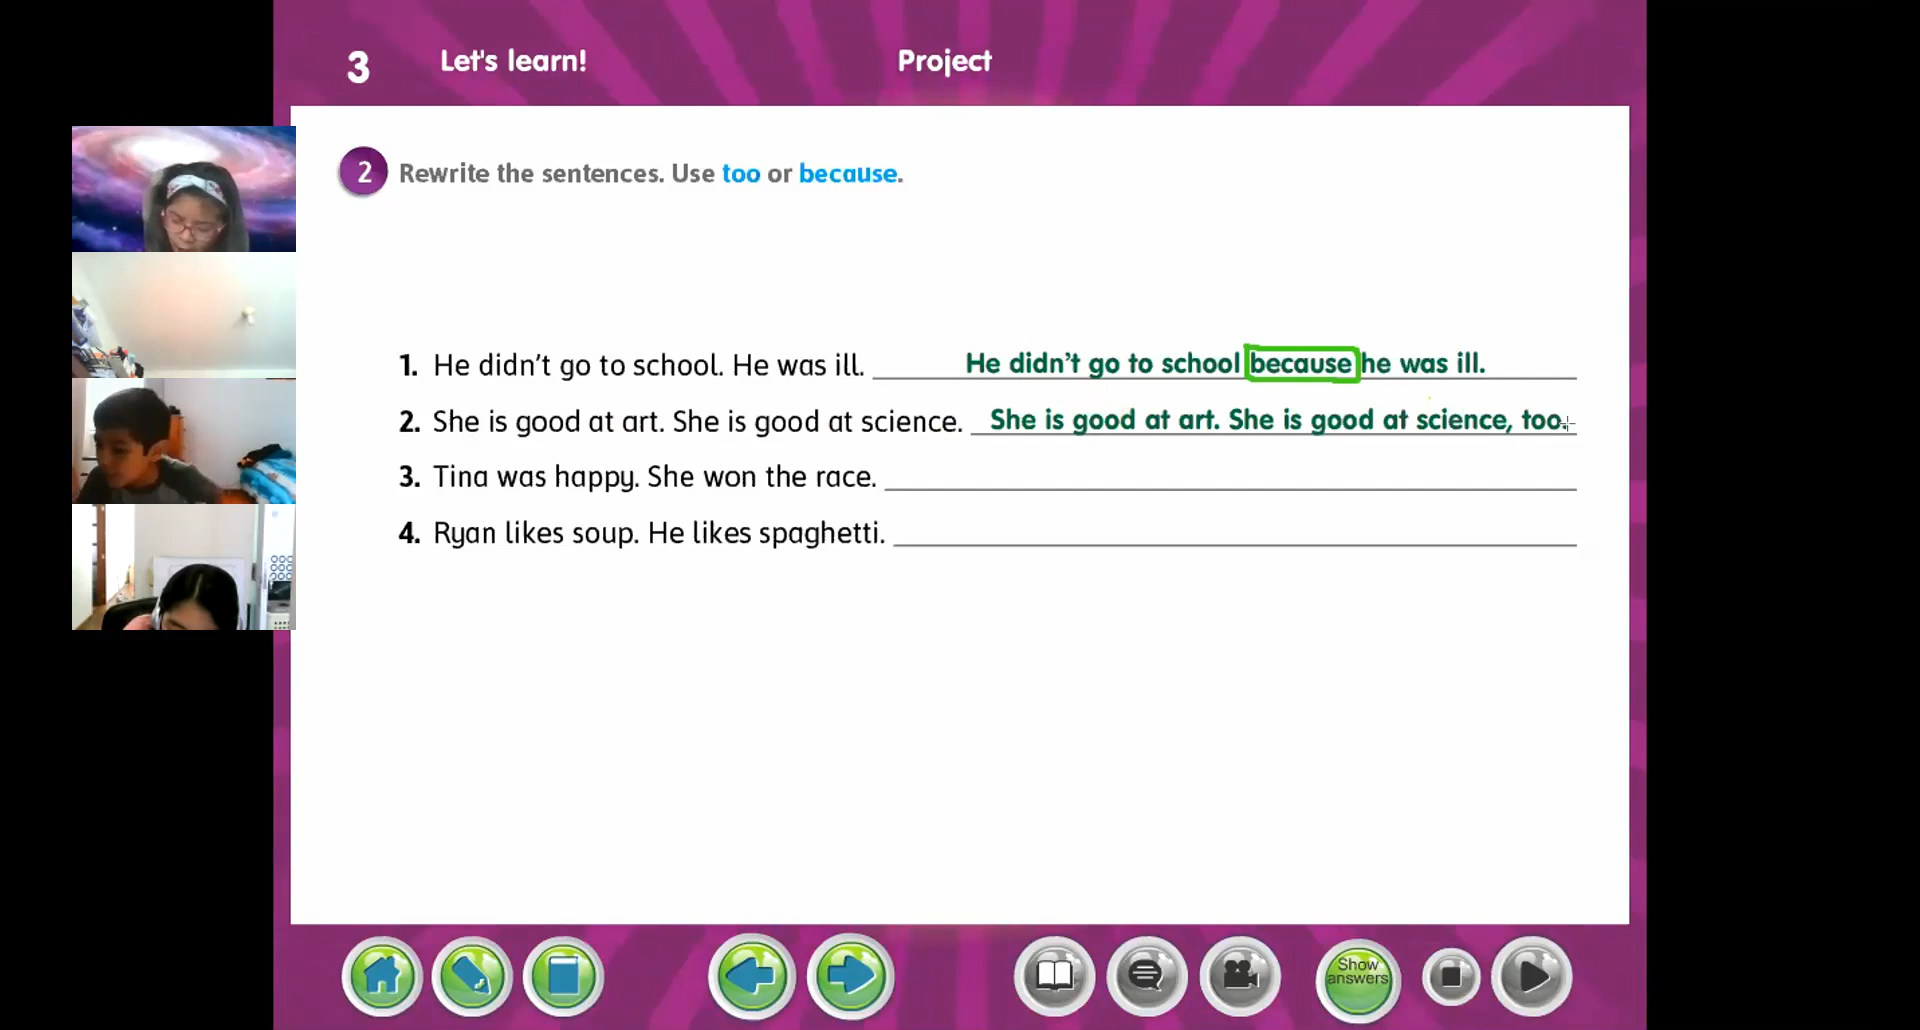 3 Let's learn! Project
2 Rewrite the sentences. Use too or because.
1. He didn't go to school. He was ill. He didn't go to school because he was ill.
2. She is good at art. She is good at science. She is good at art. She is good at science, too.
3. Tina was happy. She won the race.
4. Ryan likes soup. He likes spaghetti.
Show
answers